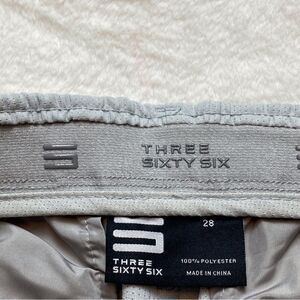 THREE
SIXTY SIX
28
THREE
SIXTY SIX
100% POLYESTER
MADE IN CHINA